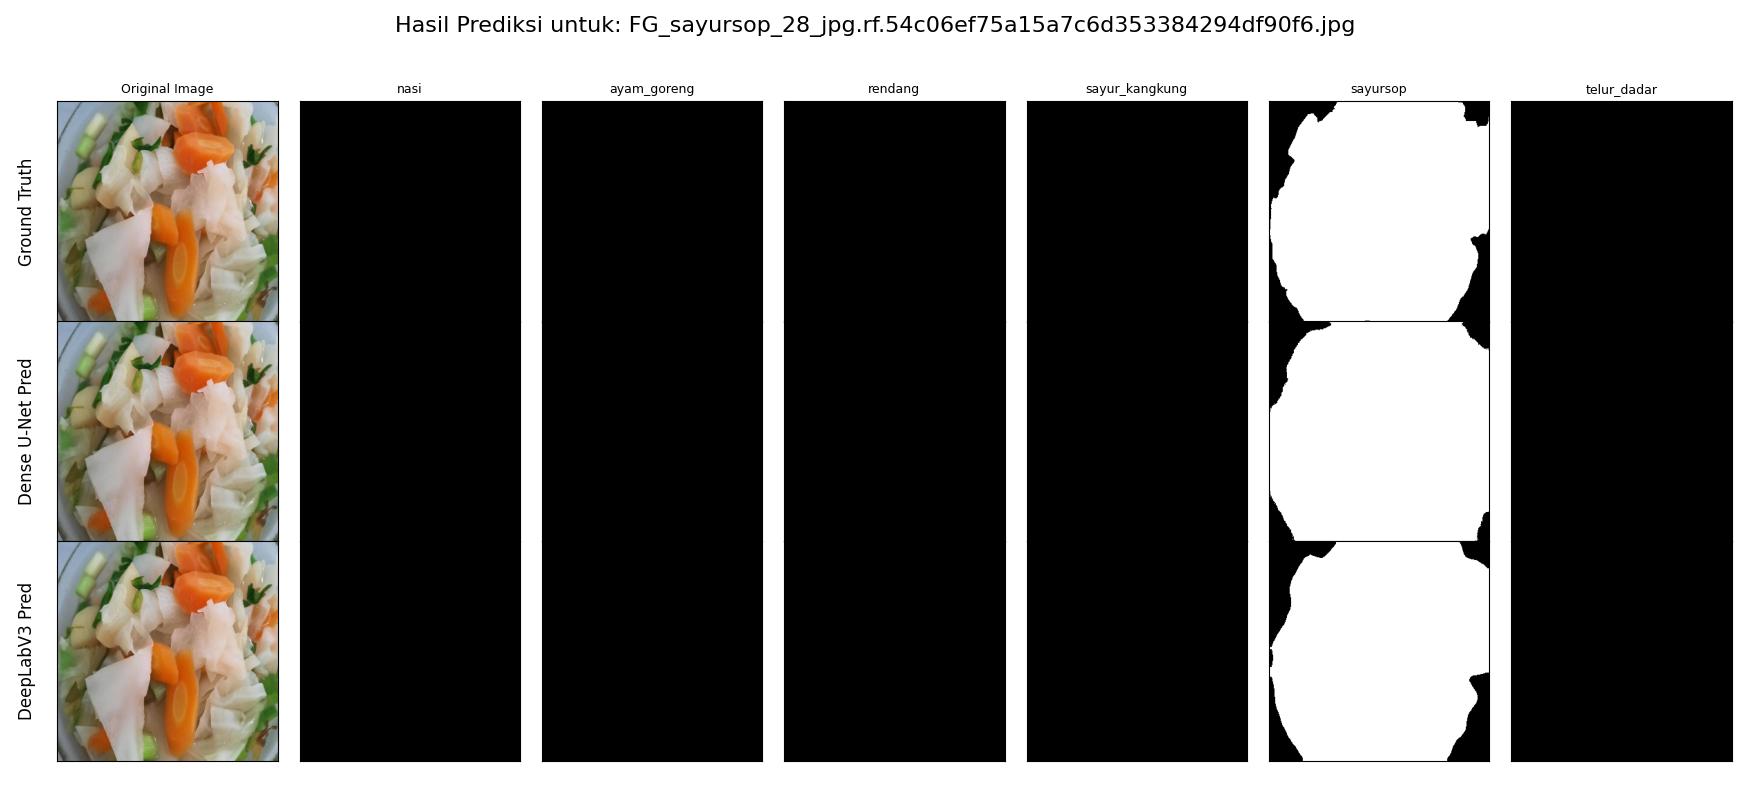 Hasil Prediksi untuk: FG_sayursop_28_jpg.rf.54c06ef75a15a7c6d353384294df90f6.jpg
Original Image
nasi
ayam_goreng
rendang
sayur_kangkung
sayursop
telur_dadar
Ground Truth
Dense U-Net Pred
DeepLabV3 Pred